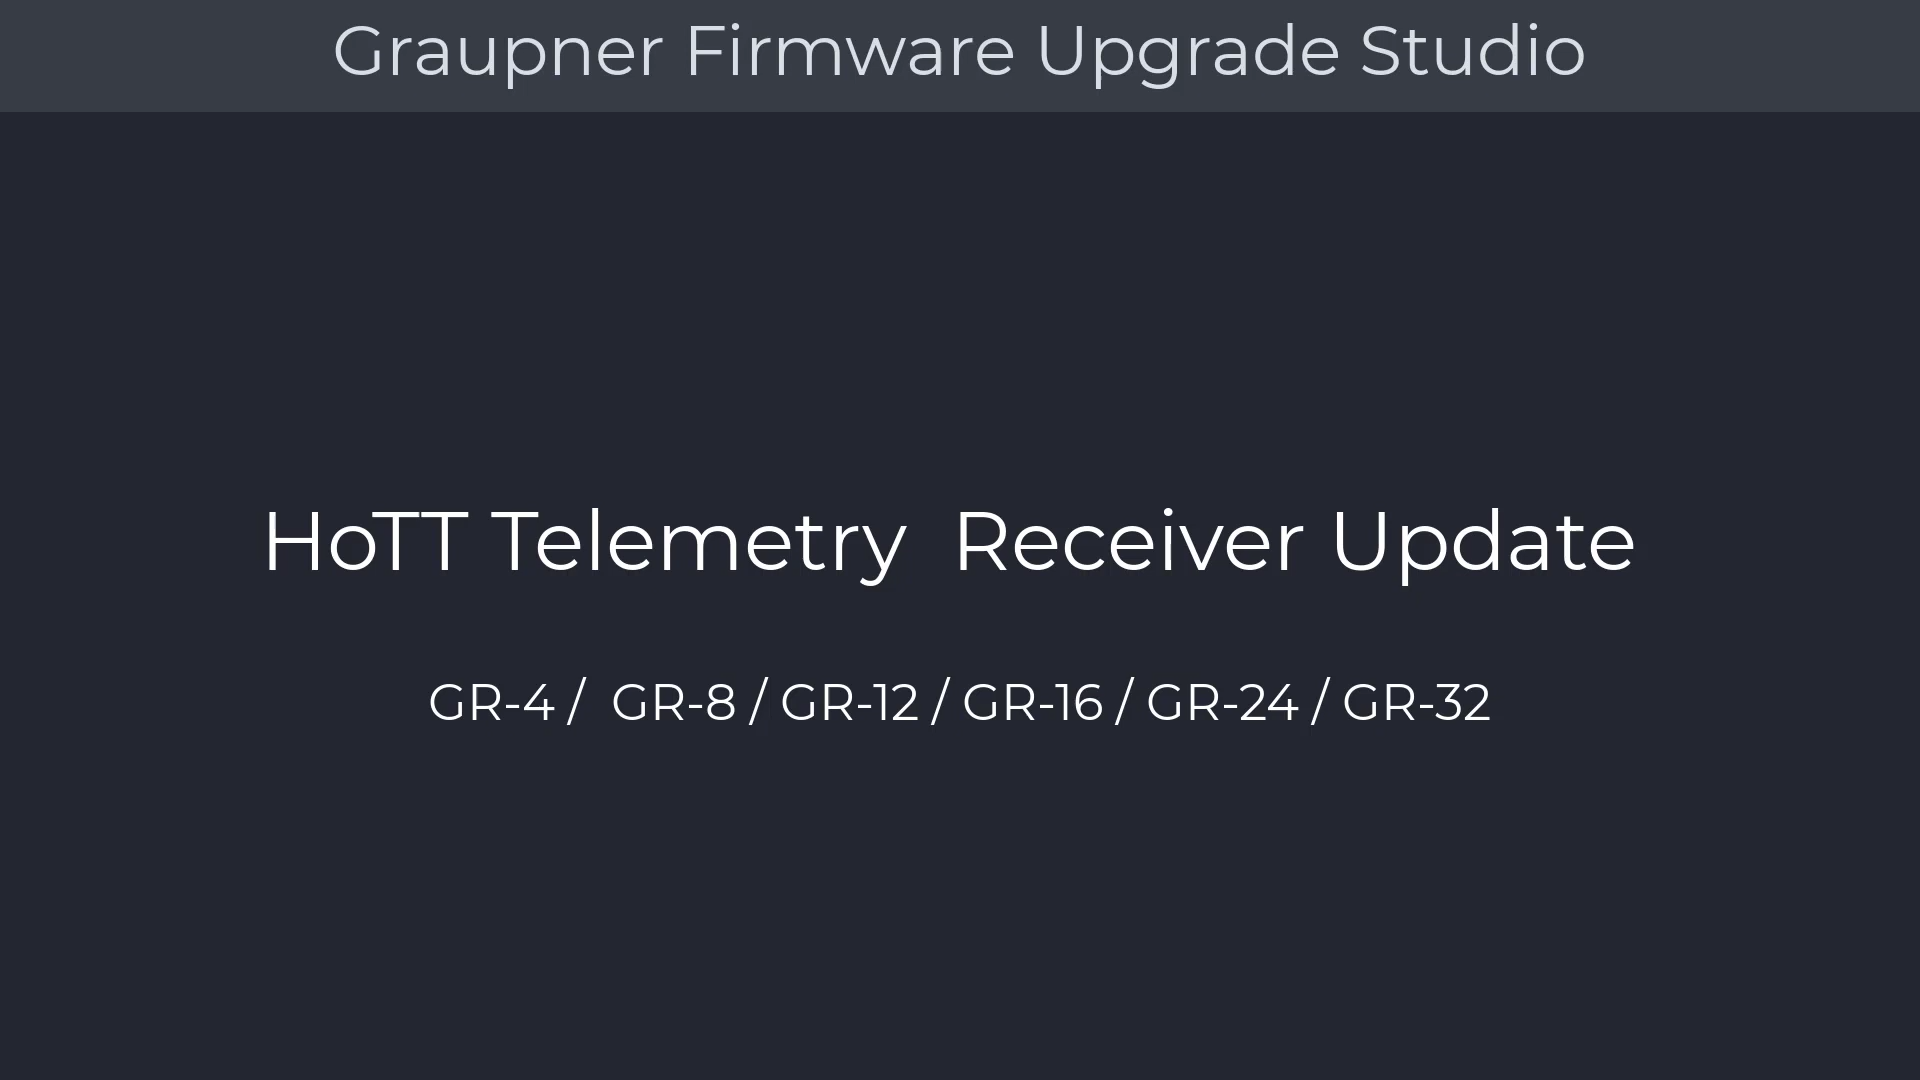 Graupner Firmware Upgrade Studio
HoTT Telemetry  Receiver Update
GR-4 /  GR-8 / GR-12 / GR-16 / GR-24 / GR-32